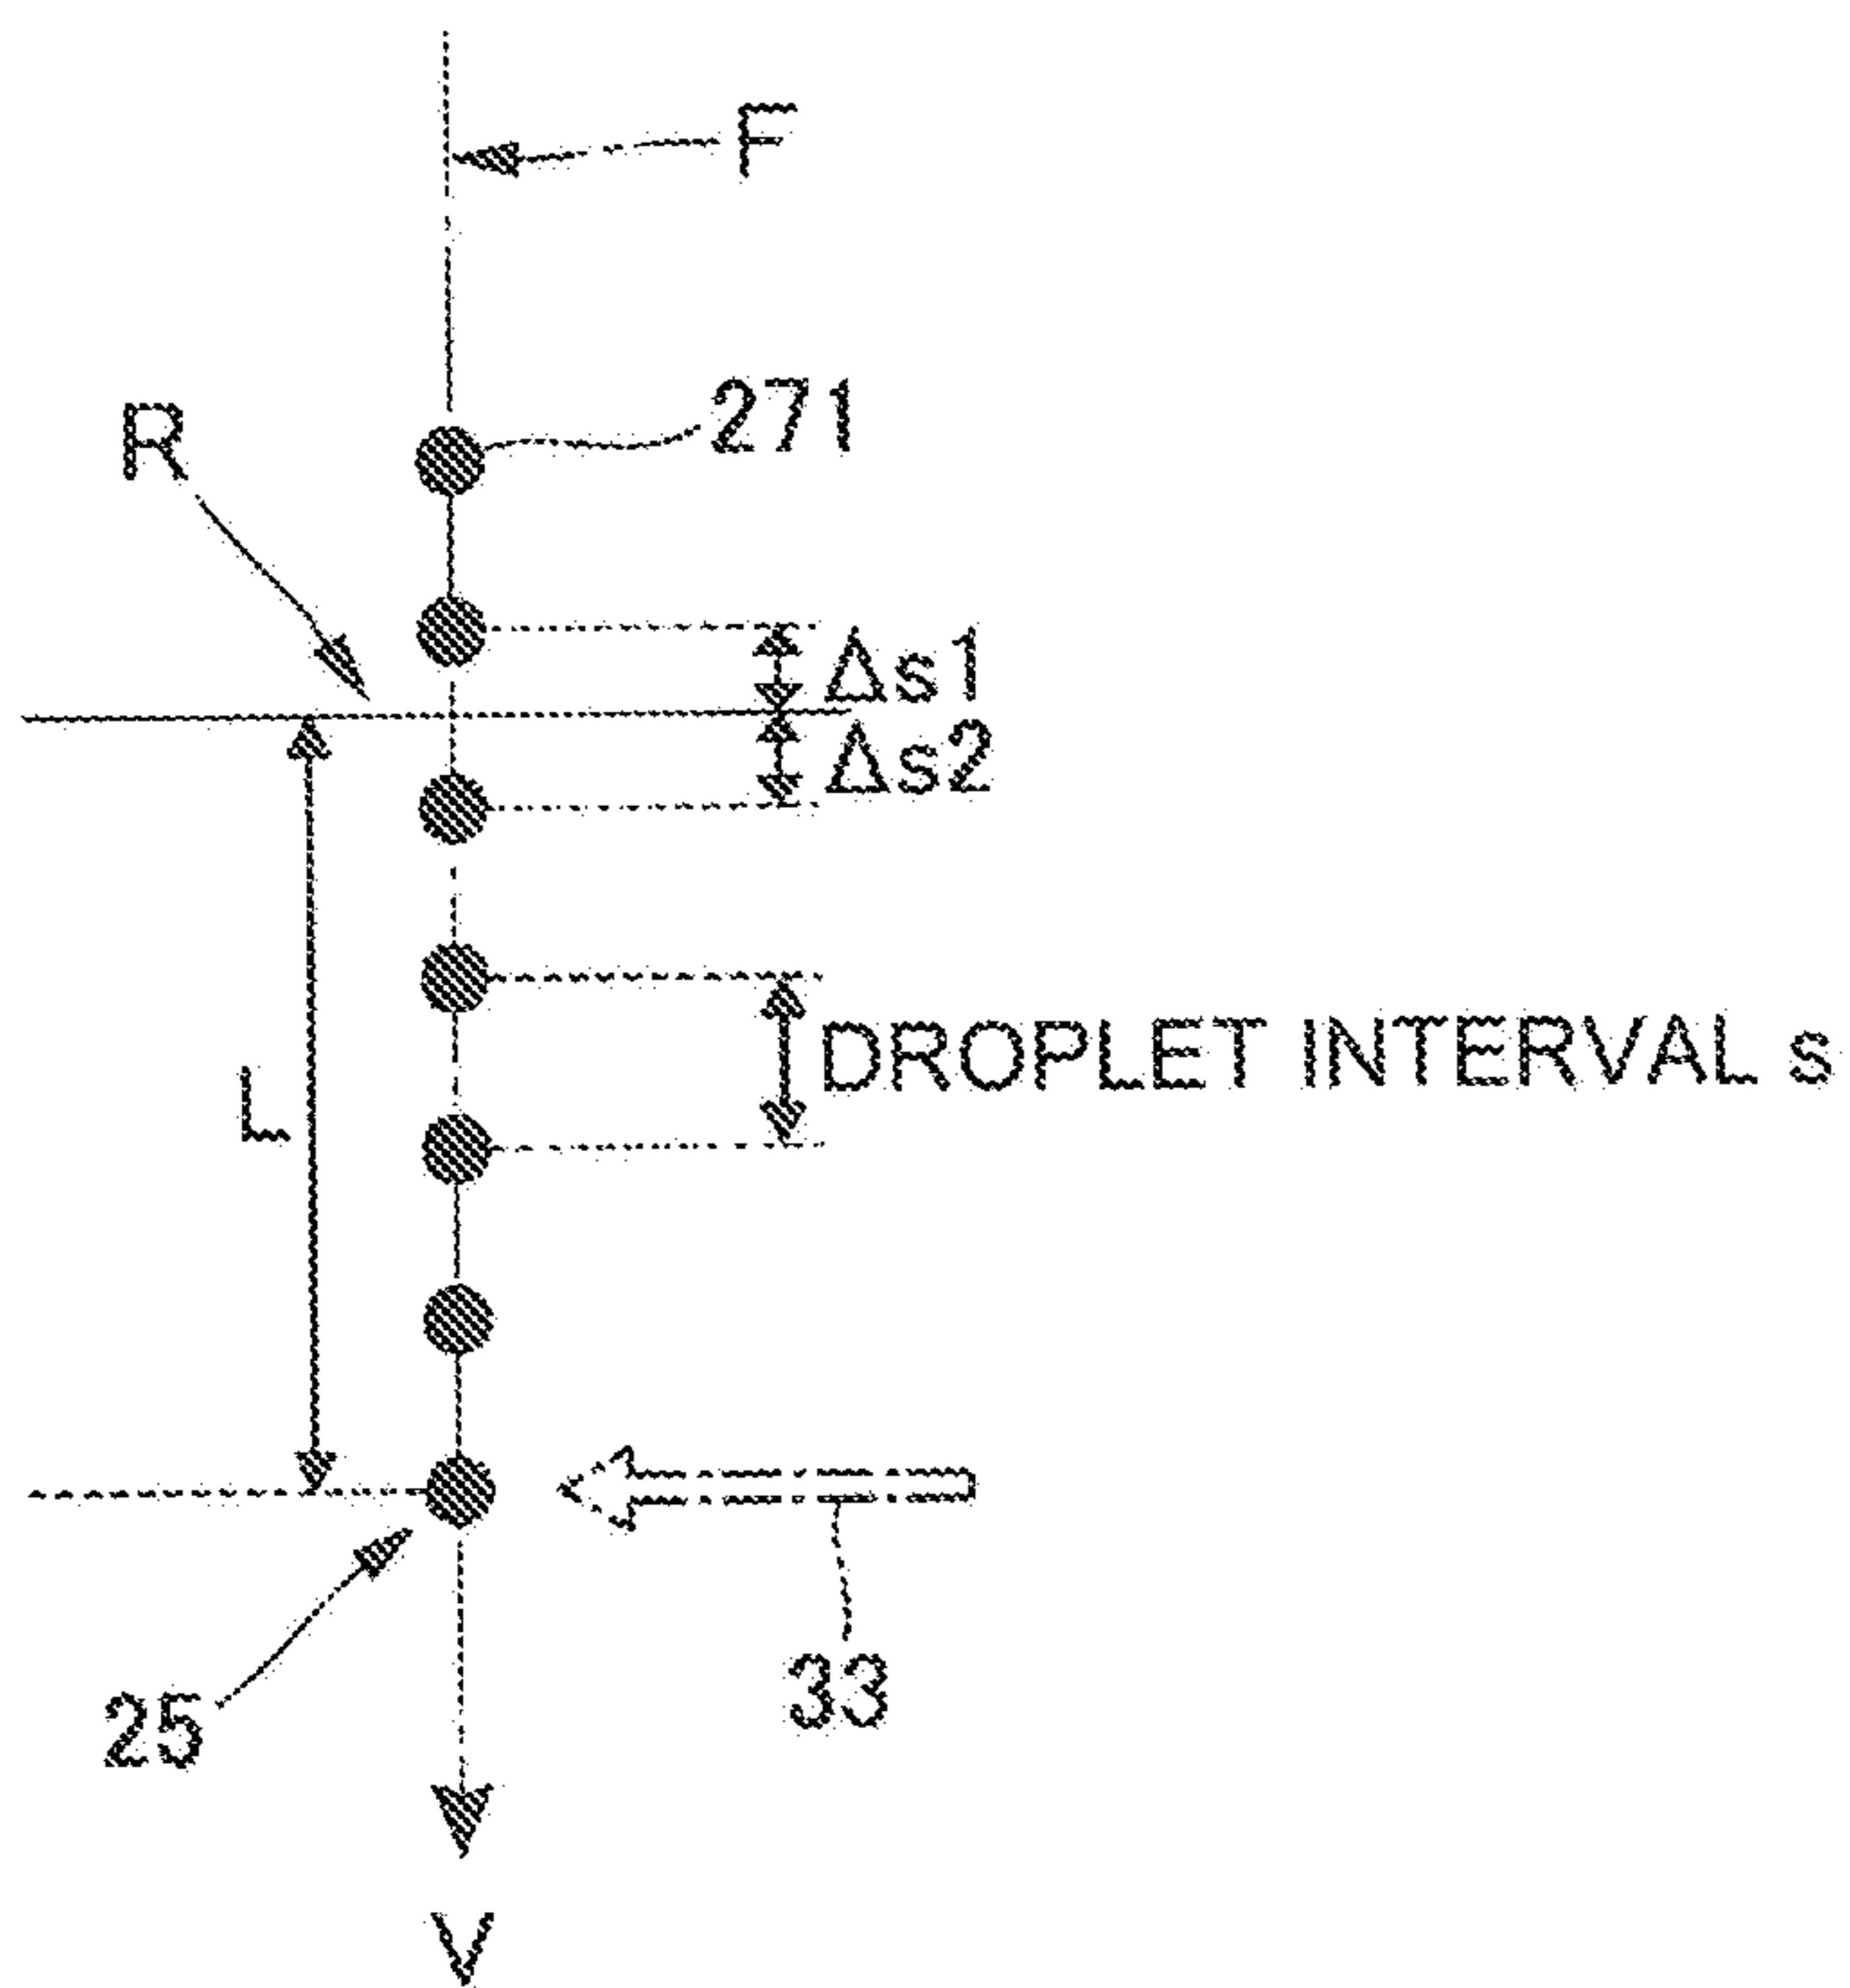 F
271
R
Δs1
Δs2
DROPLET INTERVAL s
L
33
25
V